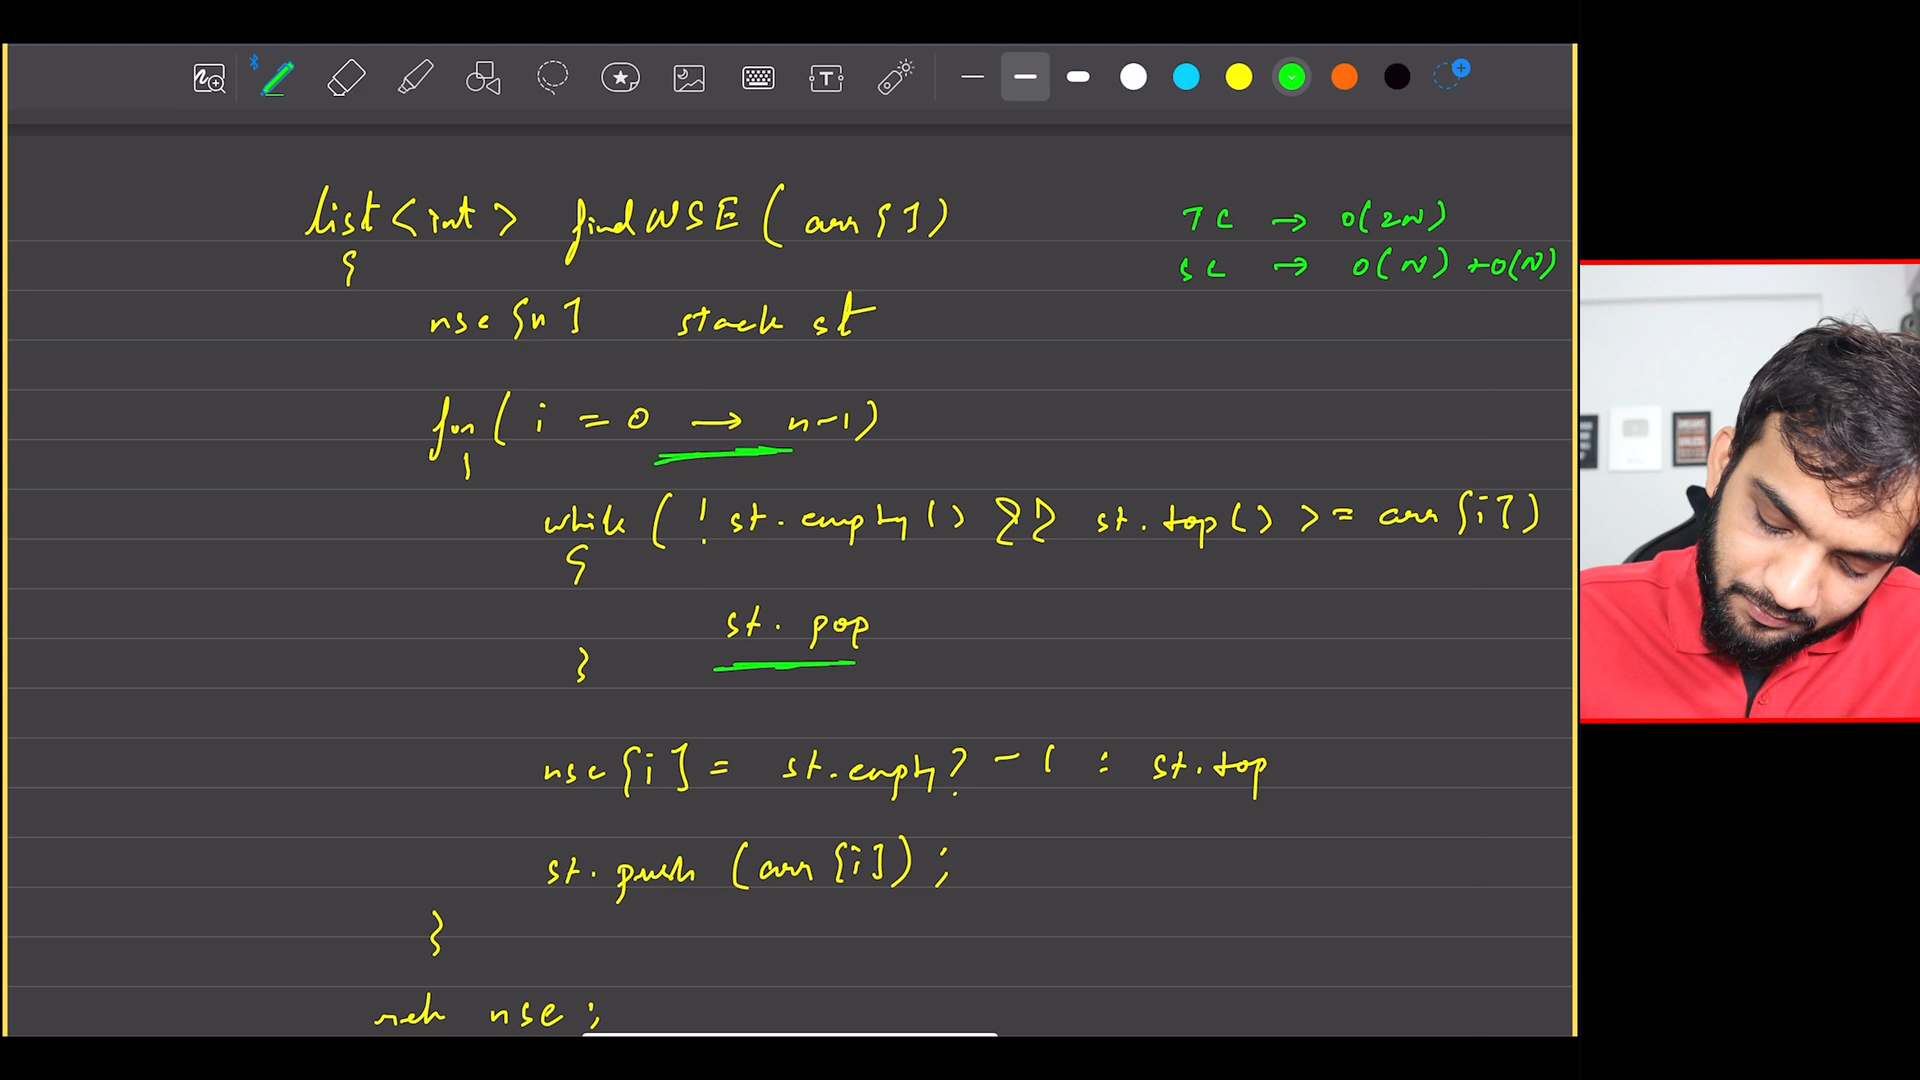 list<int> findNSE(arr[])
TC → O(2N)
{
SC → O(N) + O(N)
nse[n] stack st
for(i = 0 → n-1)
{
while(!st.empty() && st.top() >= arr[i])
{
st. pop
}
nse[i] = st.empty? -1 : st.top
st. push (arr[i]);
}
ret nse;